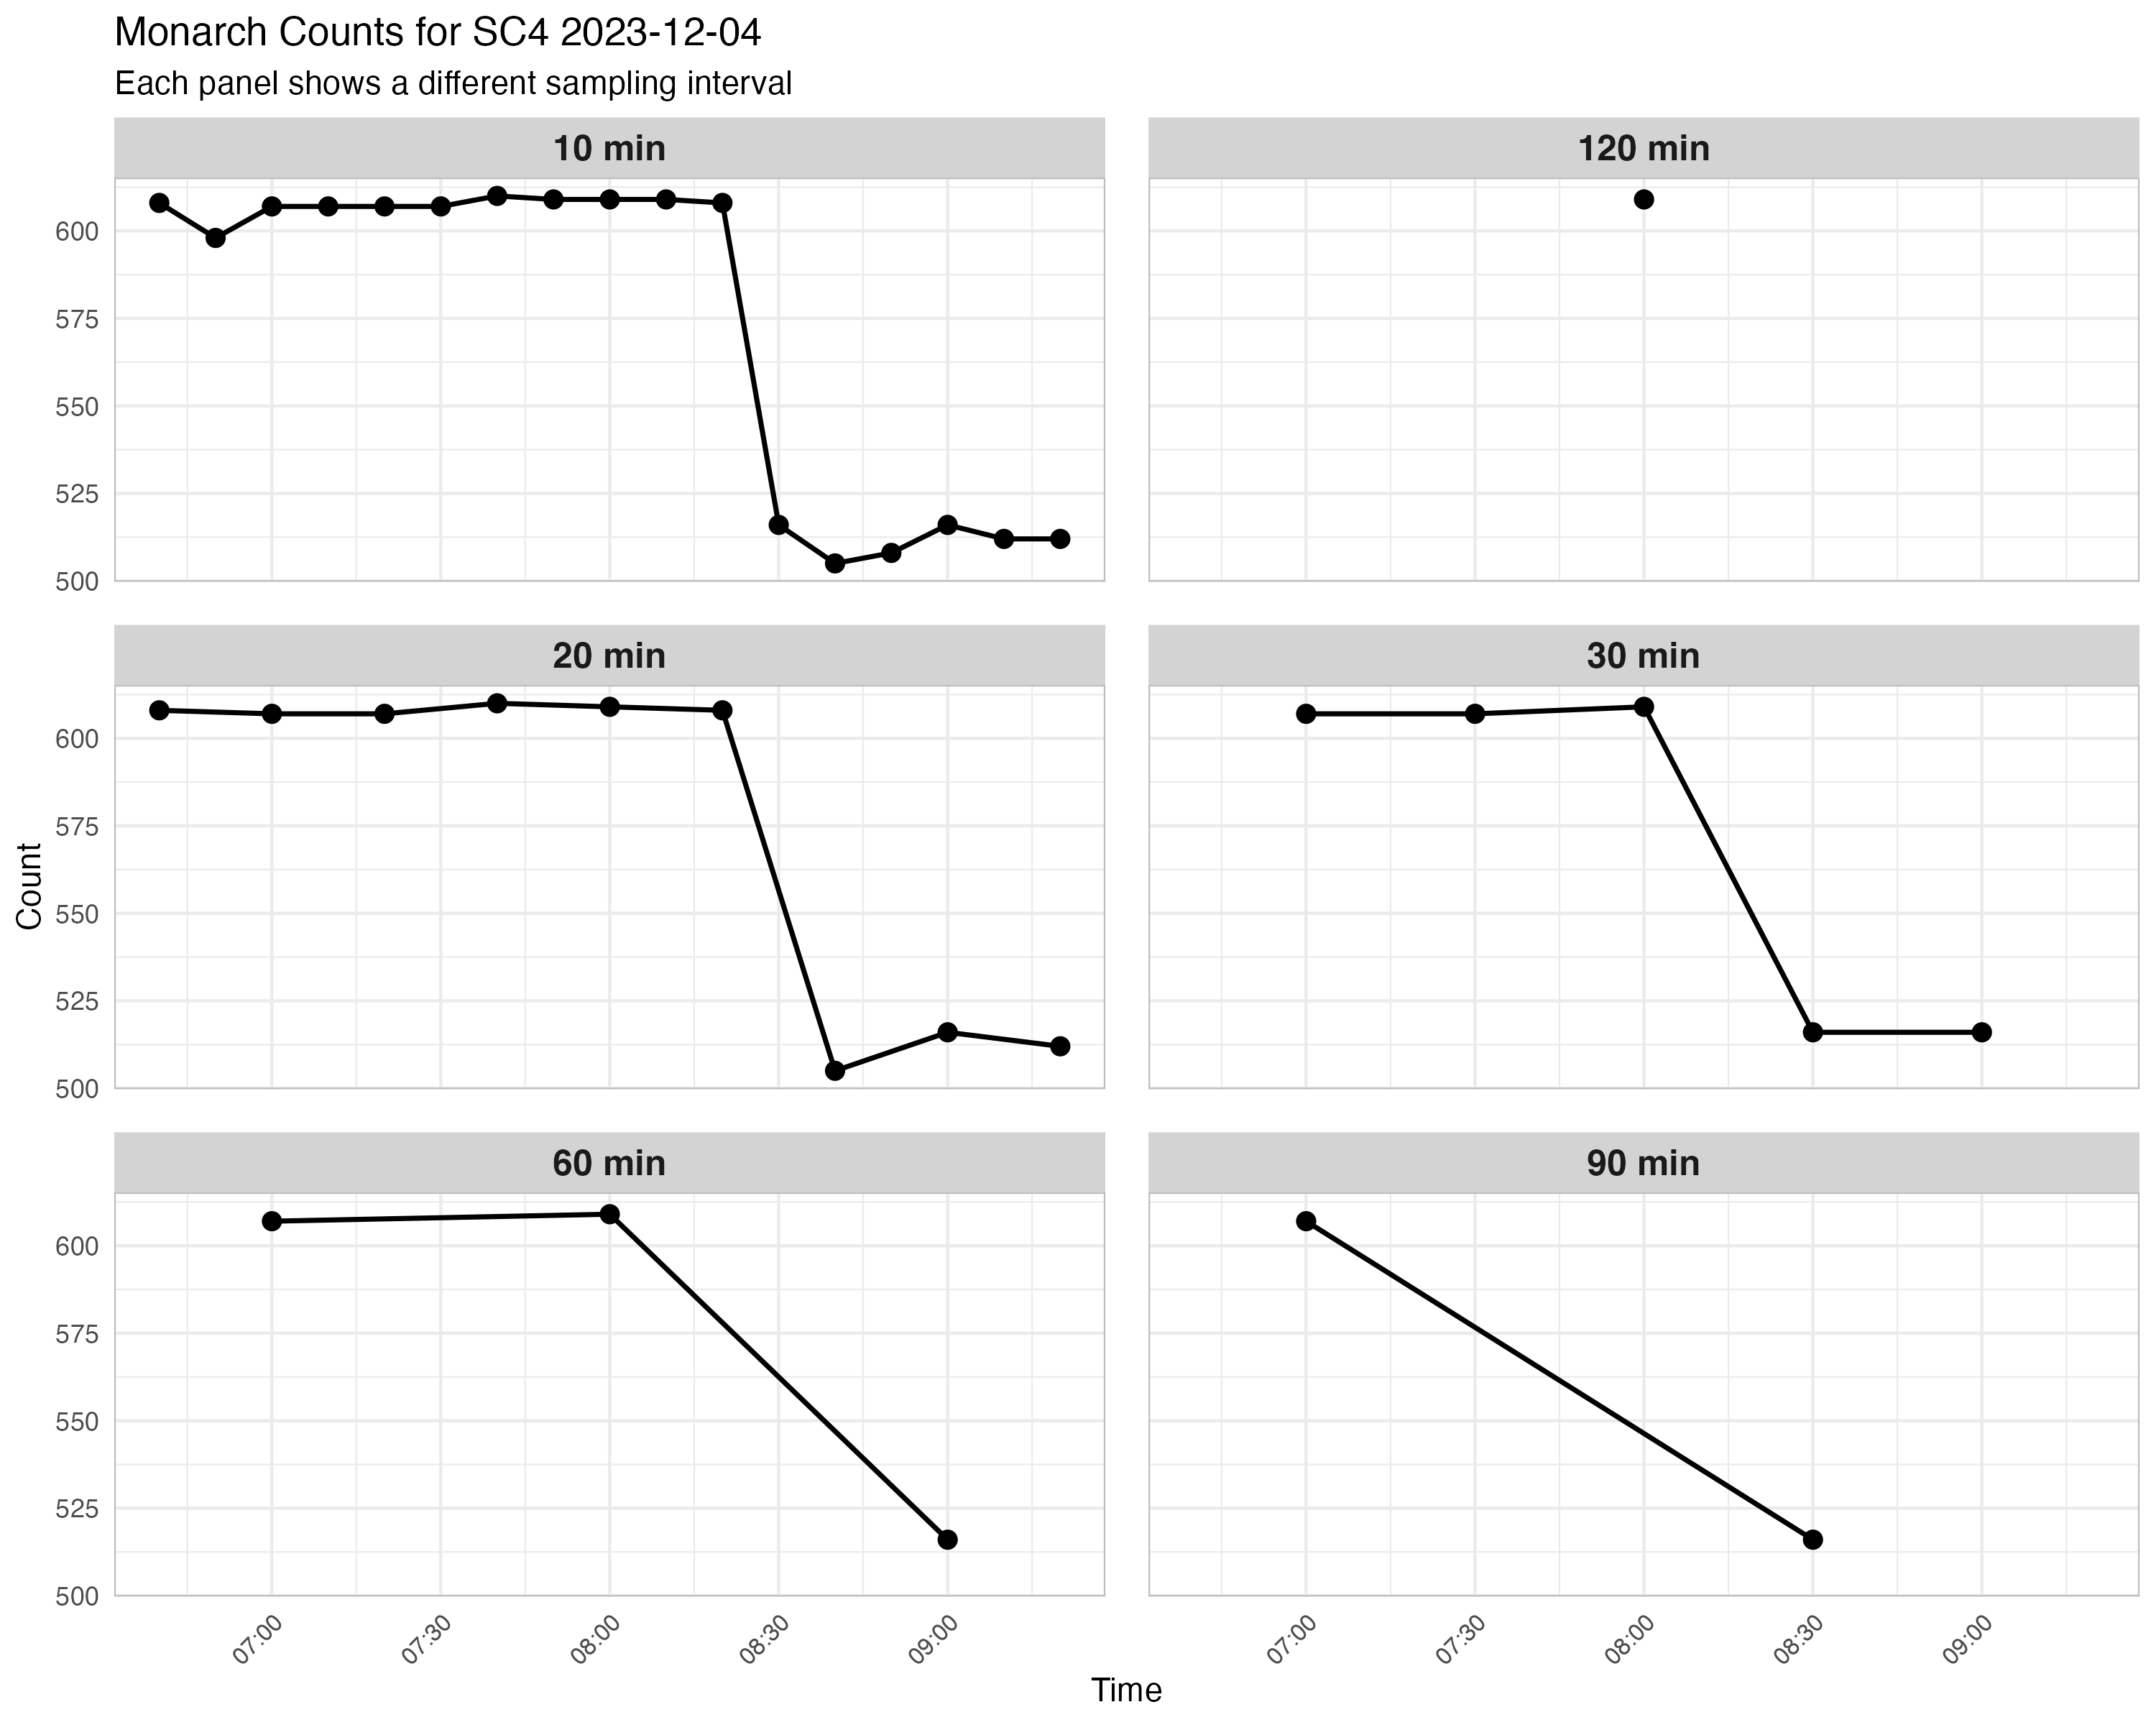 Monarch Counts for SC4 2023-12-04
Each panel shows a different sampling interval
10 min
120 min
600
575
550
525
500
20 min
30 min
600
575
550
525
500
Count
60 min
90 min
600
575
550
525
500
07:00 07:30 08:00 08:30 09:00
07:00 07:30 08:00 08:30 09:00
Time